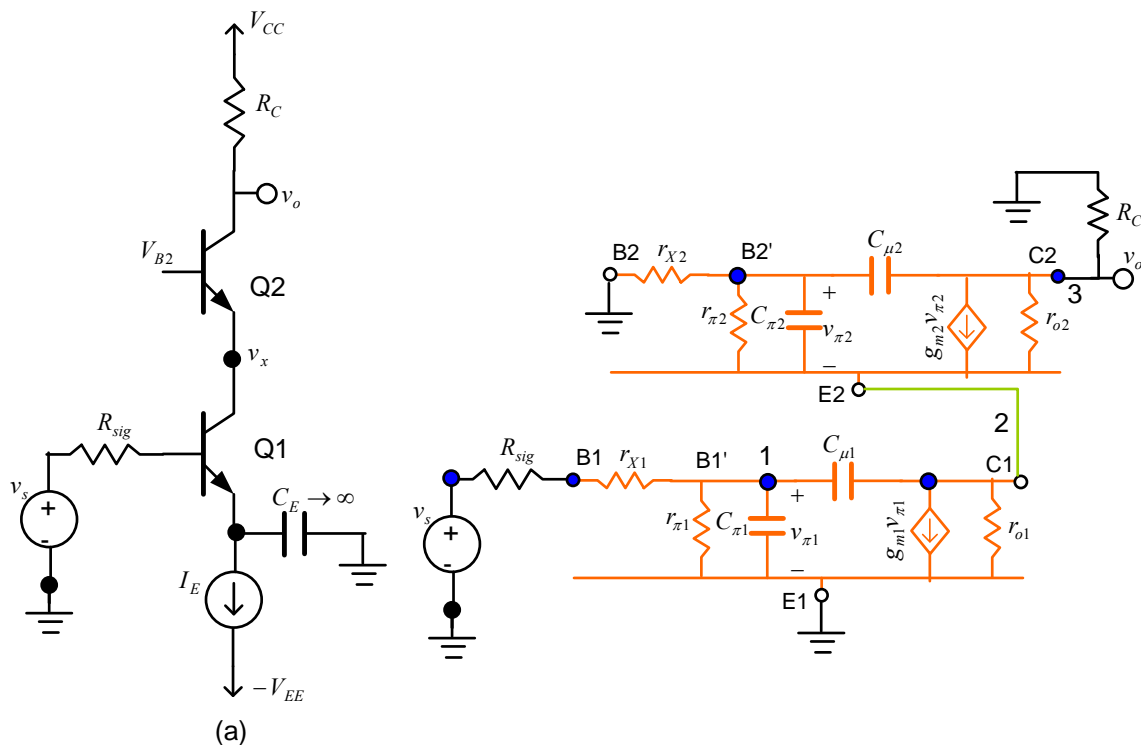 V_CC
R_C
v_o
V_B2
Q2
v_x
R_sig
Q1
v_s
+
-
C_E → ∞
I_E
−V_EE
(a)
R_C
B2
r_X2
B2'
C_μ2
C2
v_o
3
r_π2
C_π2
+
v_π2
−
g_m2 v_π2
r_o2
E2
2
R_sig
B1
r_X1
B1'
1
C_μ1
C1
v_s
+
-
r_π1
C_π1
+
v_π1
−
g_m1 v_π1
r_o1
E1